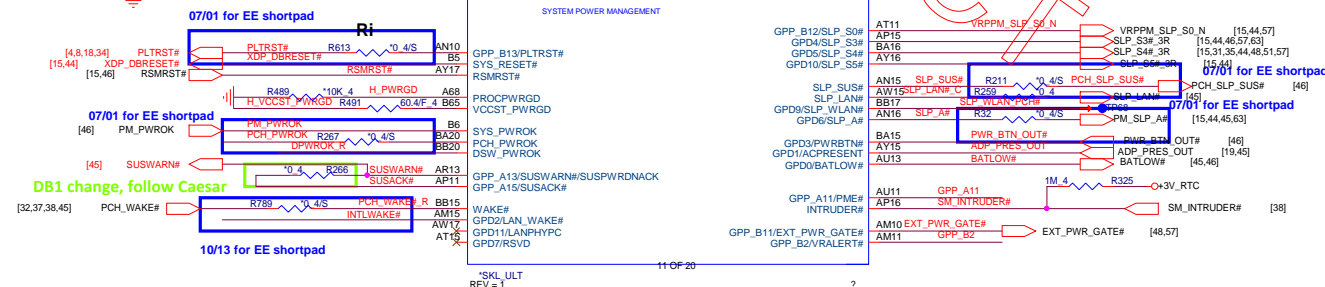 SYSTEM POWER MANAGEMENT
07/01 for EE shortpad
Ri
[4,8,18,34] PLTRST# PLTRST# R613 *0_4/S AN10 GPP_B13/PLTRST#
[15,44] XDP_DBRESET# XDP_DBRESET# B5 SYS_RESET#
[15,46] RSMRST# RSMRST# AY17 RSMRST#
R489 *10K_4 H_PWRGD A68 PROCPWRGD
H_VCCST_PWRGD R491 60.4/F_4 B65 VCCST_PWRGD
07/01 for EE shortpad
[46] PM_PWROK PM_PWROK B6 SYS_PWROK
PCH_PWROK R267 *0_4/S BA20 PCH_PWROK
DPWROK_R BB20 DSW_PWROK
[45] SUSWARN# *0_4 R266 SUSWARN# AR13 GPP_A13/SUSWARN#/SUSPWRDNACK
SUSACK# AP11 GPP_A15/SUSACK#
DB1 change, follow Caesar
[32,37,38,45] PCH_WAKE# R789 *0_4/S PCH_WAKE#_R BB15 WAKE#
INTLWAKE# AM15 GPD2/LAN_WAKE#
AW17 GPD11/LANPHYPC
AT15 GPD7/RSVD
10/13 for EE shortpad
GPP_B12/SLP_S0# AT11 VRPPM_SLP_S0_N VRPPM_SLP_S0_N [15,44,57]
GPD4/SLP_S3# AP15 SLP_S3#_3R [15,44,46,57,63]
GPD5/SLP_S4# BA16 SLP_S4#_3R [15,31,35,44,48,51,57]
GPD10/SLP_S5# AY16 SLP_S5#_3R [15,44]
07/01 for EE shortpad
SLP_SUS# AN15 SLP_SUS# R211 *0_4/S PCH_SLP_SUS# [46]
SLP_LAN# AW15 SLP_LAN#_C R259 *0_4 SLP_LAN# [45]
GPD9/SLP_WLAN# BB17 SLP_WLAN_PCH# TP68
07/01 for EE shortpad
GPD6/SLP_A# AN16 SLP_A# R32 *0_4/S PM_SLP_A# [15,44,45,63]
GPD3/PWRBTN# BA15 PWR_BTN_OUT# PWR_BTN_OUT# [46]
GPD1/ACPRESENT AY15 ADP_PRES_OUT ADP_PRES_OUT [19,45]
GPD0/BATLOW# AU13 BATLOW# BATLOW# [45,46]
1M_4 R325 +3V_RTC
GPP_A11/PME# AU11 GPP_A11
INTRUDER# AP16 SM_INTRUDER# SM_INTRUDER# [38]
GPP_B11/EXT_PWR_GATE# AM10 EXT_PWR_GATE# EXT_PWR_GATE# [48,57]
GPP_B2/VRALERT# AM11 GPP_B2
11 OF 20
*SKL_ULT
REV = 1
?